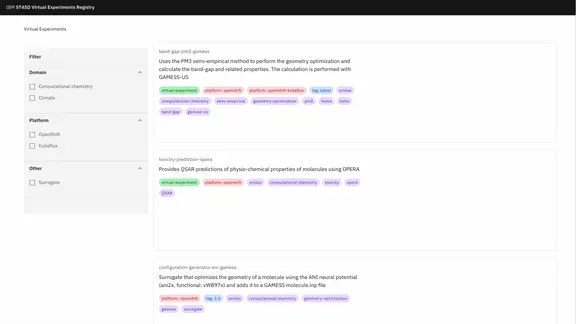 IBM ST4SD Virtual Experiments Registry
Virtual Experiments
Filter
Domain
Computational chemistry
Climate
Platform
OpenShift
Kubeflux
Other
Surrogate
band-gap-pm3-gamess
Uses the PM3 semi-empirical method to perform the geometry optimization and
calculate the band-gap and related properties. The calculation is performed with
GAMESS-US
virtual-experiment platform: openshift platform: openshift-kubeflux tag: latest smiles
computational chemistry semi-empirical geometry-optimization pm3 homo lumo
band-gap gamess-us
toxicity-prediction-opera
Provides QSAR predictions of physio-chemical properties of molecules using OPERA
virtual-experiment platform: openshift smiles computational chemistry toxicity opera
QSAR
configuration-generator-ani-gamess
Surrogate that optimizes the geometry of a molecule using the ANI neural potential
(ani2x, functional: vWB97x) and adds it to a GAMESS molecule.inp file
platform: openshift tag: 1.0 smiles computational chemistry geometry-optimization
gamess surrogate